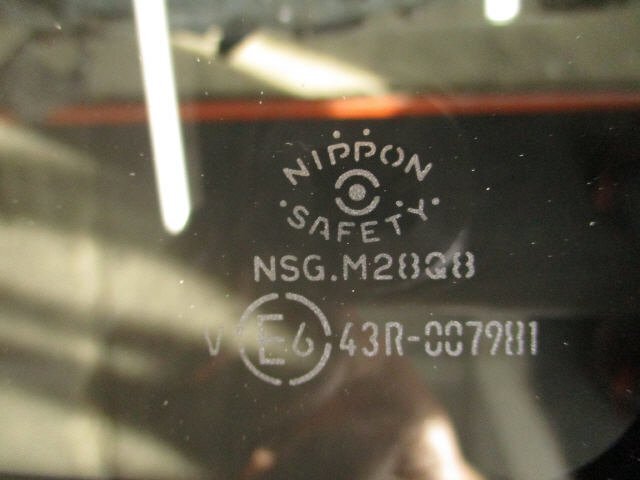 NIPPON
SAFETY
NSG.M28Q8
V E6 43R-007981